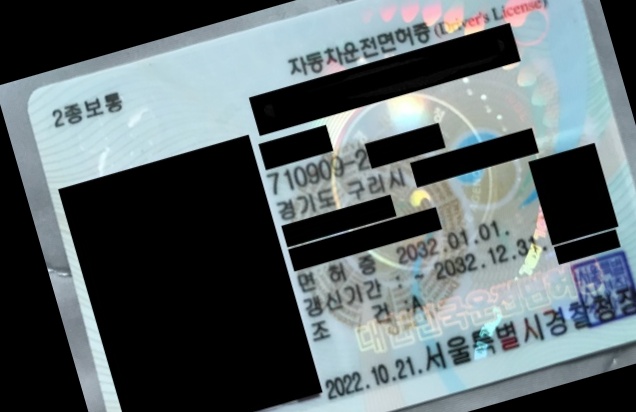 자동차운전면허증 (Driver's License)
2종보통
710909-2
경기도 구리시
면 허 증 2032.01.01.
갱신기간 : ~ 2032.12.31.
조 건 : A
2022.10.21. 서울특별시경찰청장